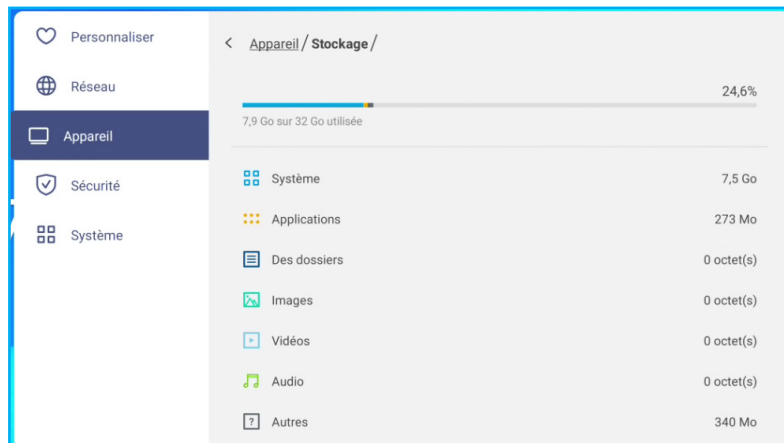 Personnaliser
Réseau
Appareil
Sécurité
Système
< Appareil / Stockage /
24,6%
7,9 Go sur 32 Go utilisée
Système 7,5 Go
Applications 273 Mo
Des dossiers 0 octet(s)
Images 0 octet(s)
Vidéos 0 octet(s)
Audio 0 octet(s)
Autres 340 Mo